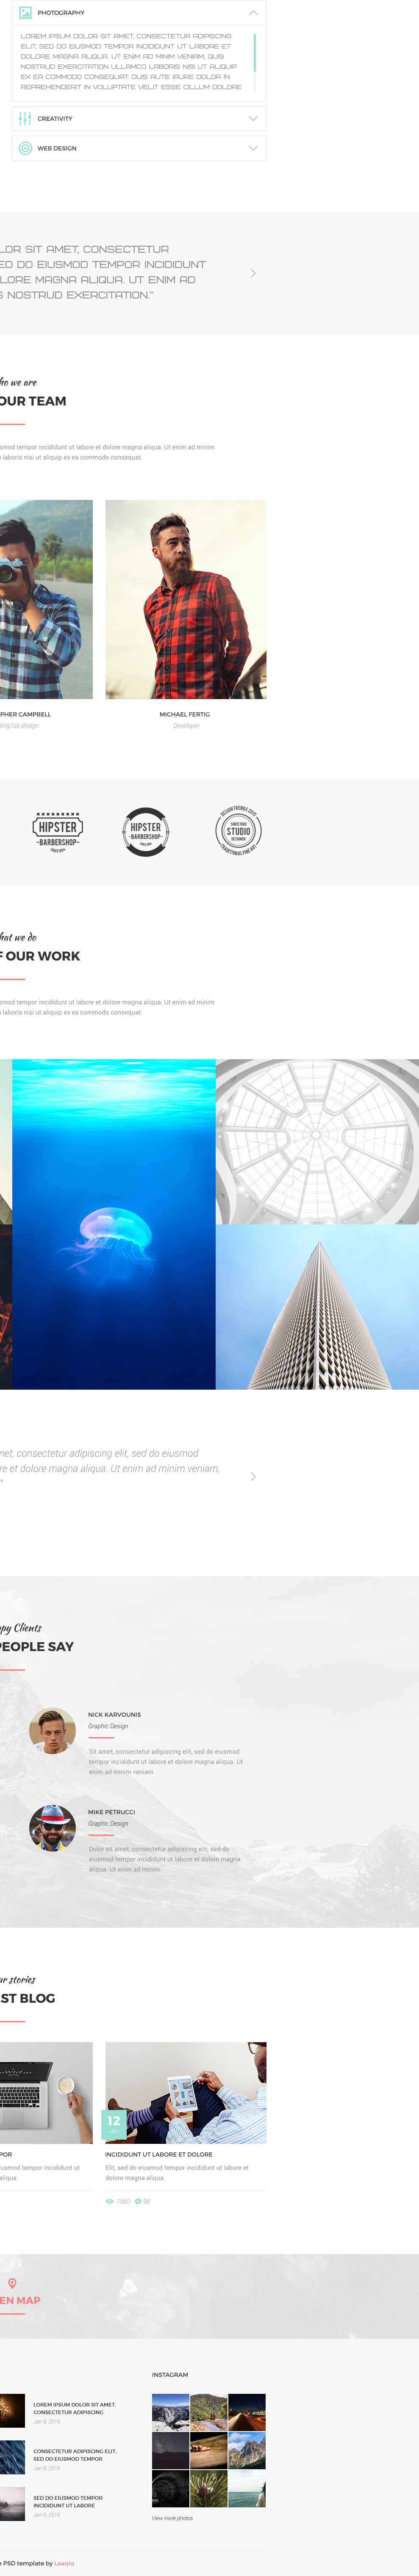 PHOTOGRAPHY
LOREM IPSUM DOLOR SIT AMET, CONSECTETUR ADIPISICING
ELIT, SED DO EIUSMOD TEMPOR INCIDIDUNT UT LABORE ET
DOLORE MAGNA ALIQUA. UT ENIM AD MINIM VENIAM, QUIS
NOSTRUD EXERCITATION ULLAMCO LABORIS NISI UT ALIQUIP
EX EA COMMODO CONSEQUAT. DUIS AUTE IRURE DOLOR IN
REPREHENDERIT IN VOLUPTATE VELIT ESSE CILLUM DOLORE
CREATIVITY
WEB DESIGN
LOR SIT AMET, CONSECTETUR
ED DO EIUSMOD TEMPOR INCIDIDUNT
LORE MAGNA ALIQUA. UT ENIM AD
S NOSTRUD EXERCITATION."
ho we are
OUR TEAM
usmod tempor incididunt ut labore et dolore magna aliqua. Ut enim ad minim
laboris nisi ut aliquip ex ea commodo consequat.
PHER CAMPBELL
ding/UX design
MICHAEL FERTIG
Developer
HIPSTER
BARBERSHOP
HIPSTER
-BARBERSHOP-
DESIGNTRENDS 2015
SINCE 1969
STUDIO
DESIGNER
hat we do
F OUR WORK
usmod tempor incididunt ut labore et dolore magna aliqua. Ut enim ad minim
laboris nisi ut aliquip ex ea commodo consequat.
met, consectetur adipiscing elit, sed do eiusmod
re et dolore magna aliqua. Ut enim ad minim veniam,
"
ppy Clients
PEOPLE SAY
NICK KARVOUNIS
Graphic Design
Sit amet, consectetur adipiscing elit, sed do eiusmod
tempor incididunt ut labore et dolore magna aliqua. Ut
enim ad minim veniam
MIKE PETRUCCI
Graphic Design
Dolor sit amet, consectetur adipiscing elit, sed do
eiusmod tempor incididunt ut labore et dolore magna
aliqua. Ut enim ad minim.
ur stories
ST BLOG
12
POR
iusmod tempor incididunt ut
aliqua.
INCIDIDUNT UT LABORE ET DOLORE
Elit, sed do eiusmod tempor incididunt ut labore et
dolore magna aliqua.
1560 98
EN MAP
INSTAGRAM
LOREM IPSUM DOLOR SIT AMET,
CONSECTETUR ADIPISCING
Jan 9, 2016
CONSECTETUR ADIPISCING ELIT,
SED DO EIUSMOD TEMPOR
Jan 9, 2016
SED DO EIUSMOD TEMPOR
INCIDIDUNT UT LABORE
Jan 9, 2016
View more photos
e PSD template by Laaqiq